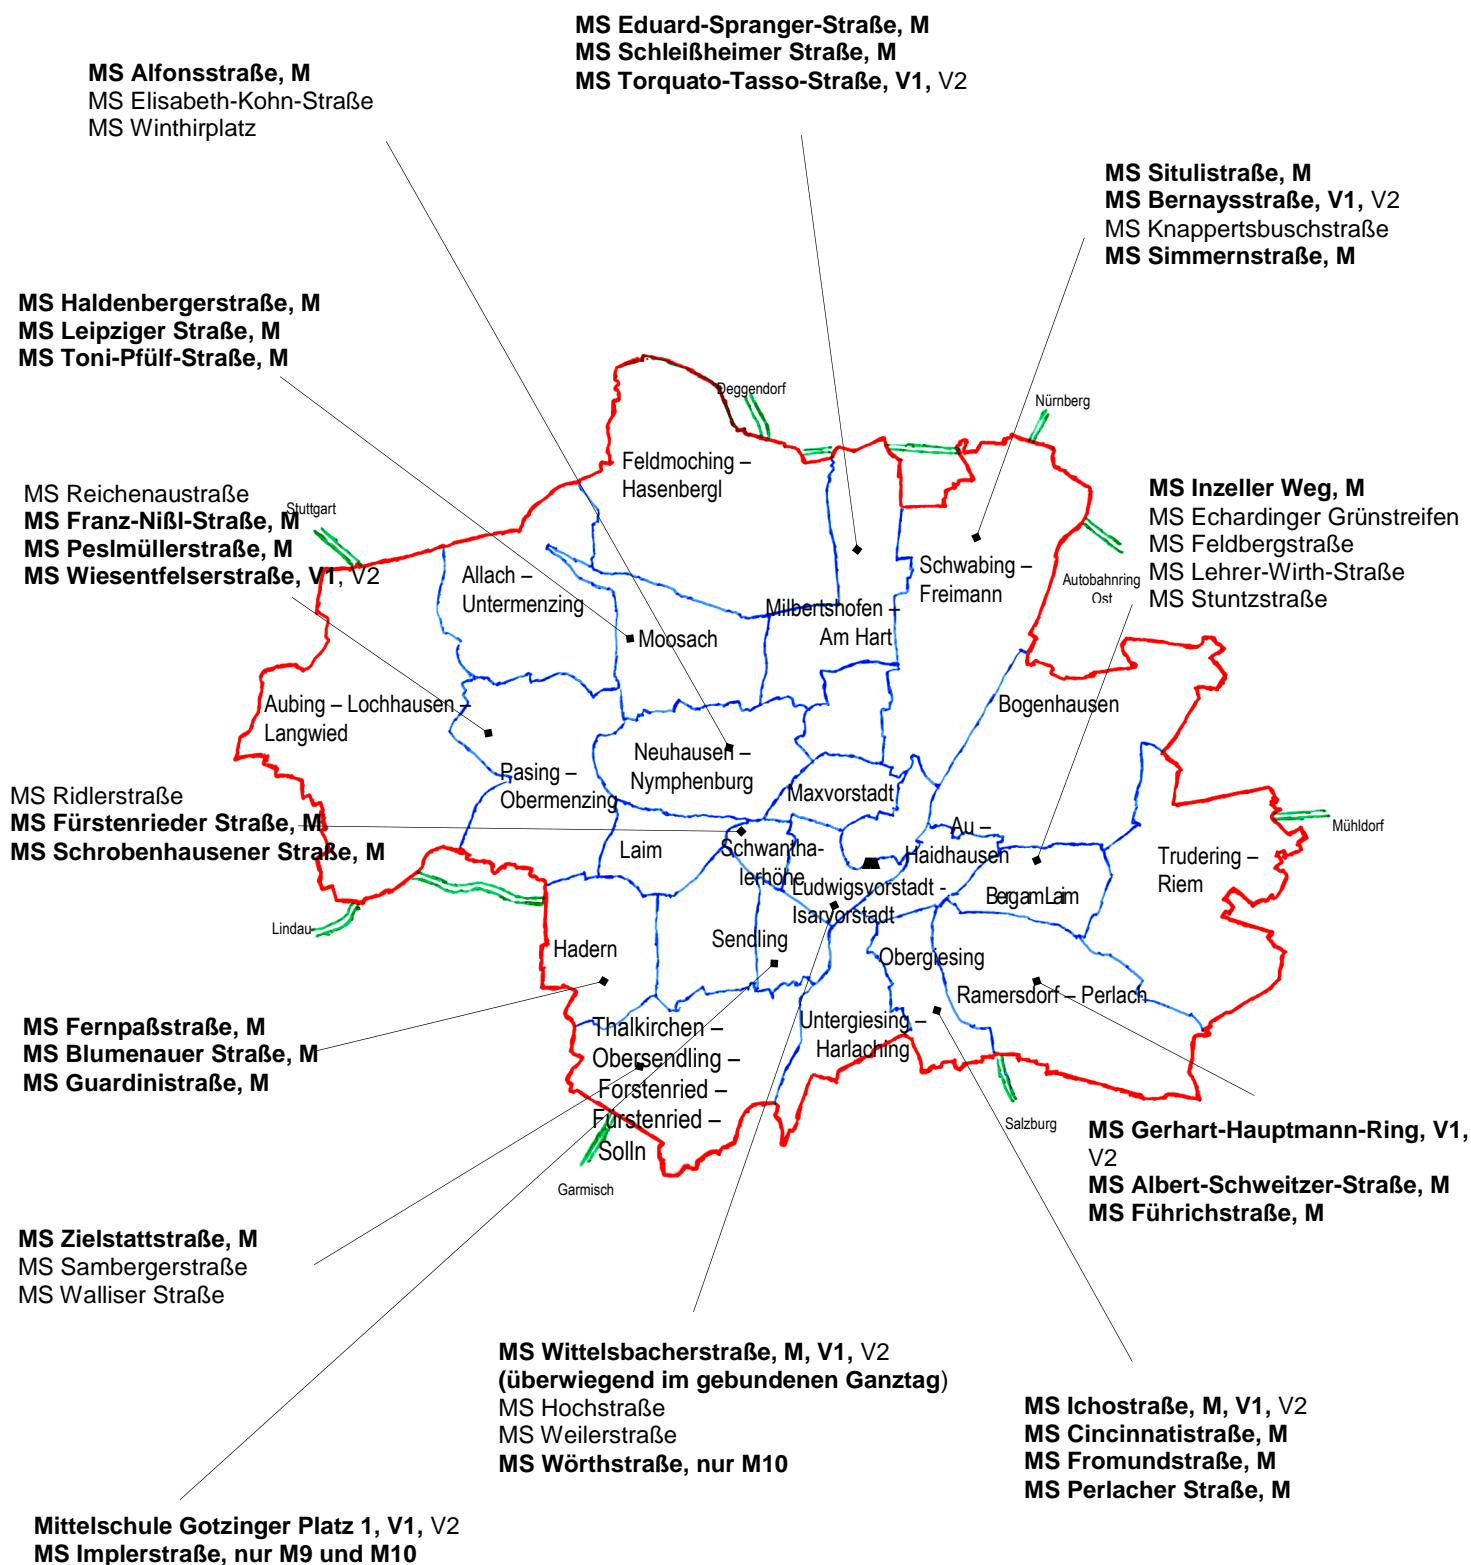 MS Eduard-Spranger-Straße, M
MS Schleißheimer Straße, M
MS Torquato-Tasso-Straße, V1, V2
MS Alfonsstraße, M
MS Elisabeth-Kohn-Straße
MS Winthirplatz
MS Situlistraße, M
MS Bernaysstraße, V1, V2
MS Knappertsbuschstraße
MS Simmernstraße, M
MS Haldenbergerstraße, M
MS Leipziger Straße, M
MS Toni-Pfülf-Straße, M
Deggendorf
Nürnberg
Feldmoching –
Hasenbergl
MS Reichenaustraße
MS Franz-Nißl-Straße, M
MS Peslmüllerstraße, M
MS Wiesentfelserstraße, V1, V2
Stuttgart
MS Inzeller Weg, M
MS Echardinger Grünstreifen
MS Feldbergstraße
MS Lehrer-Wirth-Straße
MS Stuntzstraße
Allach –
Untermenzing
Schwabing –
Freimann
Autobahnring
Ost
Milbertshofen –
Am Hart
Moosach
Aubing – Lochhausen –
Langwied
Bogenhausen
Neuhausen –
Nymphenburg
Pasing –
Obermenzing
Maxvorstadt
MS Ridlerstraße
MS Fürstenrieder Straße, M
MS Schrobenhausener Straße, M
Mühldorf
Au –
Haidhausen
Laim
Schwantha-
lerhöhe
Trudering –
Riem
Ludwigsvorstadt -
Isarvorstadt
Berg am Laim
Lindau
Hadern
Sendling
Obergiesing
Ramersdorf – Perlach
MS Fernpaßstraße, M
MS Blumenauer Straße, M
MS Guardinistraße, M
Thalkirchen –
Obersendling –
Forstenried –
Fürstenried –
Solln
Untergiesing –
Harlaching
Salzburg
Garmisch
MS Gerhart-Hauptmann-Ring, V1,
V2
MS Albert-Schweitzer-Straße, M
MS Führichstraße, M
MS Zielstattstraße, M
MS Sambergerstraße
MS Walliser Straße
MS Wittelsbacherstraße, M, V1, V2
(überwiegend im gebundenen Ganztag)
MS Hochstraße
MS Weilerstraße
MS Wörthstraße, nur M10
MS Ichostraße, M, V1, V2
MS Cincinnatistraße, M
MS Fromundstraße, M
MS Perlacher Straße, M
Mittelschule Gotzinger Platz 1, V1, V2
MS Implerstraße, nur M9 und M10